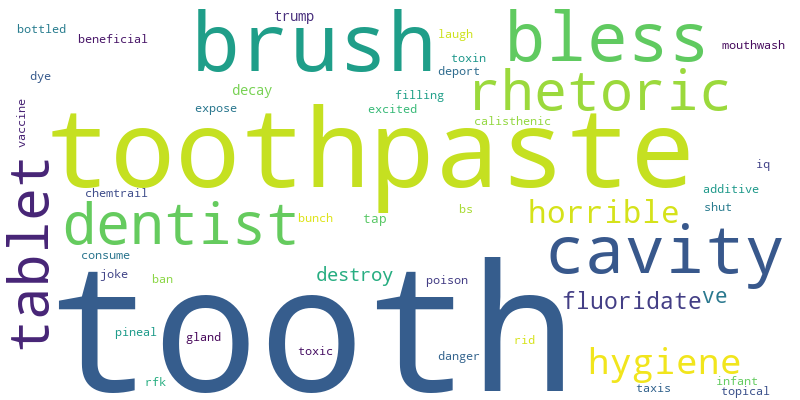 trump
bottled
brush
bless
laugh
beneficial
mouthwash
toxin
deport
dye
rhetoric
decay
filling
expose
excited
vaccine
toothpaste
calisthenic
tablet
iq
chemtrail
additive
dentist
horrible
shut
bs
bunch
tap
cavity
consume
joke
ban
destroy
poison
tooth
fluoridate
ve
pineal
gland
toxic
danger
rid
hygiene
rfk
taxis
infant
topical